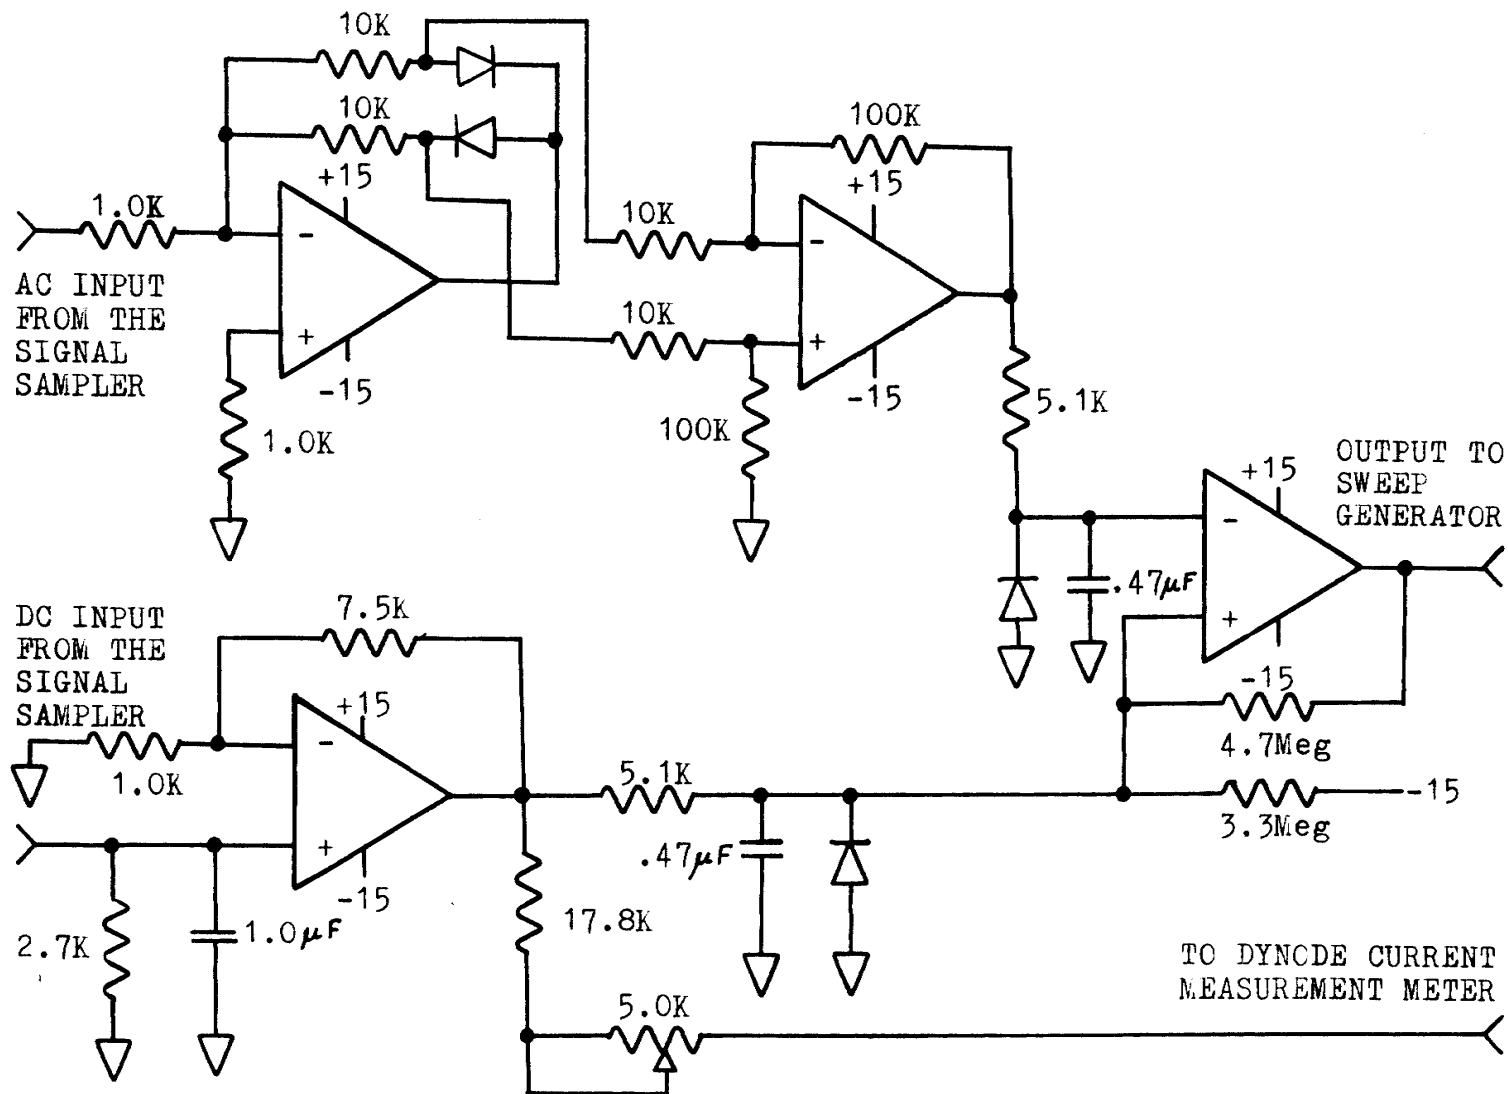 10K
10K
+15
1.0K
-
AC INPUT
FROM THE
SIGNAL
SAMPLER
+
-15
1.0K
100K
+15
10K
-
10K
+
-15
100K
5.1K
OUTPUT TO
SWEEP
GENERATOR
+15
-
.47μF
+
-15
4.7Meg
-15
3.3Meg
DC INPUT
FROM THE
SIGNAL
SAMPLER
7.5K
+15
-
1.0K
5.1K
+
-15
.47μF
2.7K
1.0μF
17.8K
5.0K
TO DYNODE CURRENT
MEASUREMENT METER